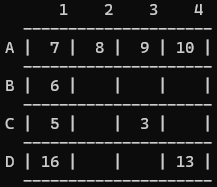 1 2 3 4
A | 7 | 8 | 9 | 10 |
B | 6 | | | |
C | 5 | | 3 | |
D | 16 | | | 13 |